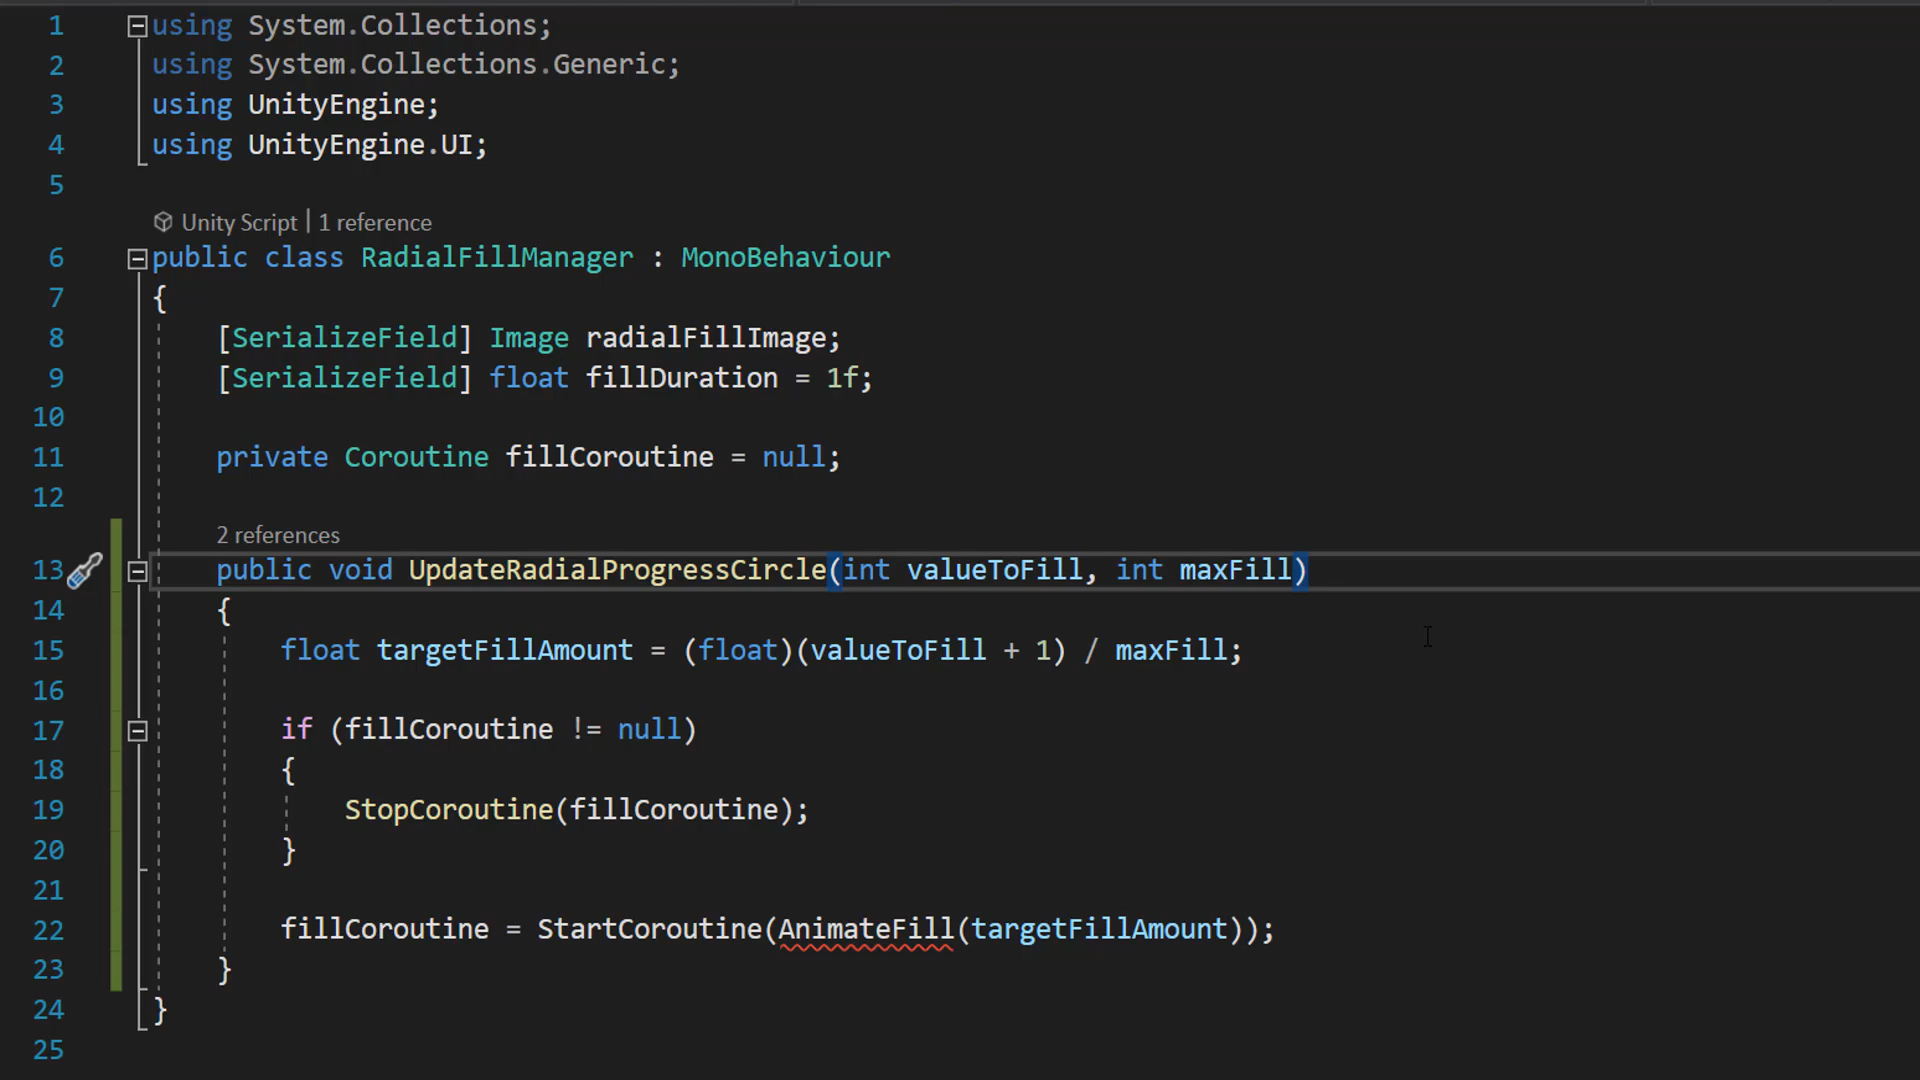 1 using System.Collections;
2 using System.Collections.Generic;
3 using UnityEngine;
4 using UnityEngine.UI;
5
Unity Script | 1 reference
6 public class RadialFillManager : MonoBehaviour
7 {
8 [SerializeField] Image radialFillImage;
9 [SerializeField] float fillDuration = 1f;
10
11 private Coroutine fillCoroutine = null;
12
2 references
13 public void UpdateRadialProgressCircle(int valueToFill, int maxFill)
14 {
15 float targetFillAmount = (float)(valueToFill + 1) / maxFill;
16
17 if (fillCoroutine != null)
18 {
19 StopCoroutine(fillCoroutine);
20 }
21
22 fillCoroutine = StartCoroutine(AnimateFill(targetFillAmount));
23 }
24 }
25